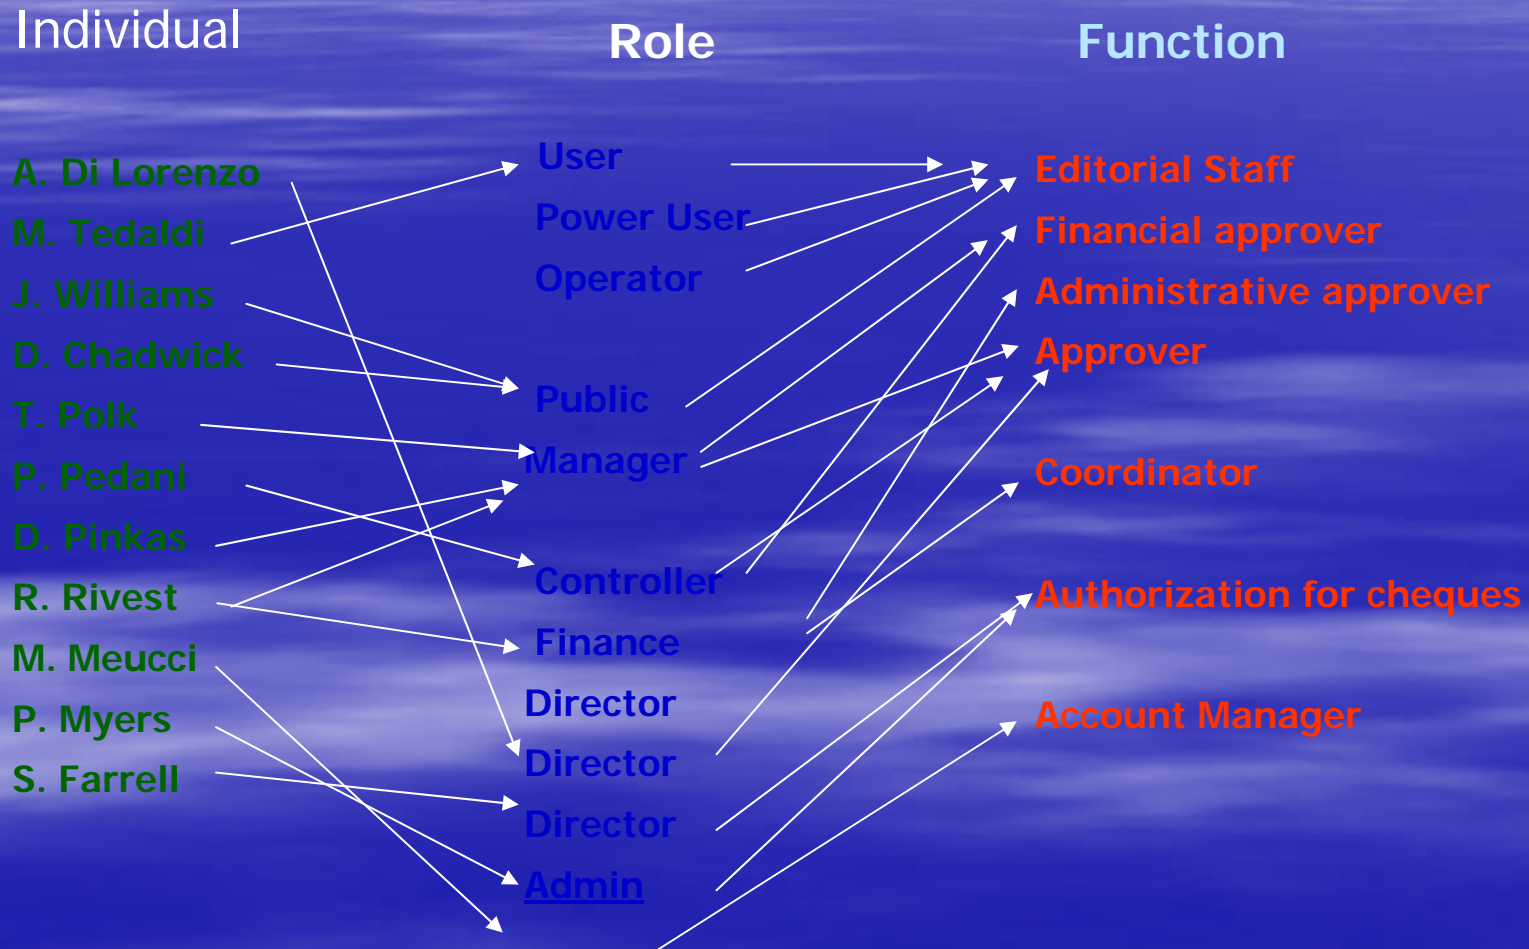 Individual
Role
Function
A. Di Lorenzo
M. Tedaldi
J. Williams
D. Chadwick
T. Polk
P. Pedani
D. Pinkas
R. Rivest
M. Meucci
P. Myers
S. Farrell
User
Power User
Operator
Public
Manager
Controller
Finance
Director
Director
Director
Admin
Editorial Staff
Financial approver
Administrative approver
Approver
Coordinator
Authorization for cheques
Account Manager